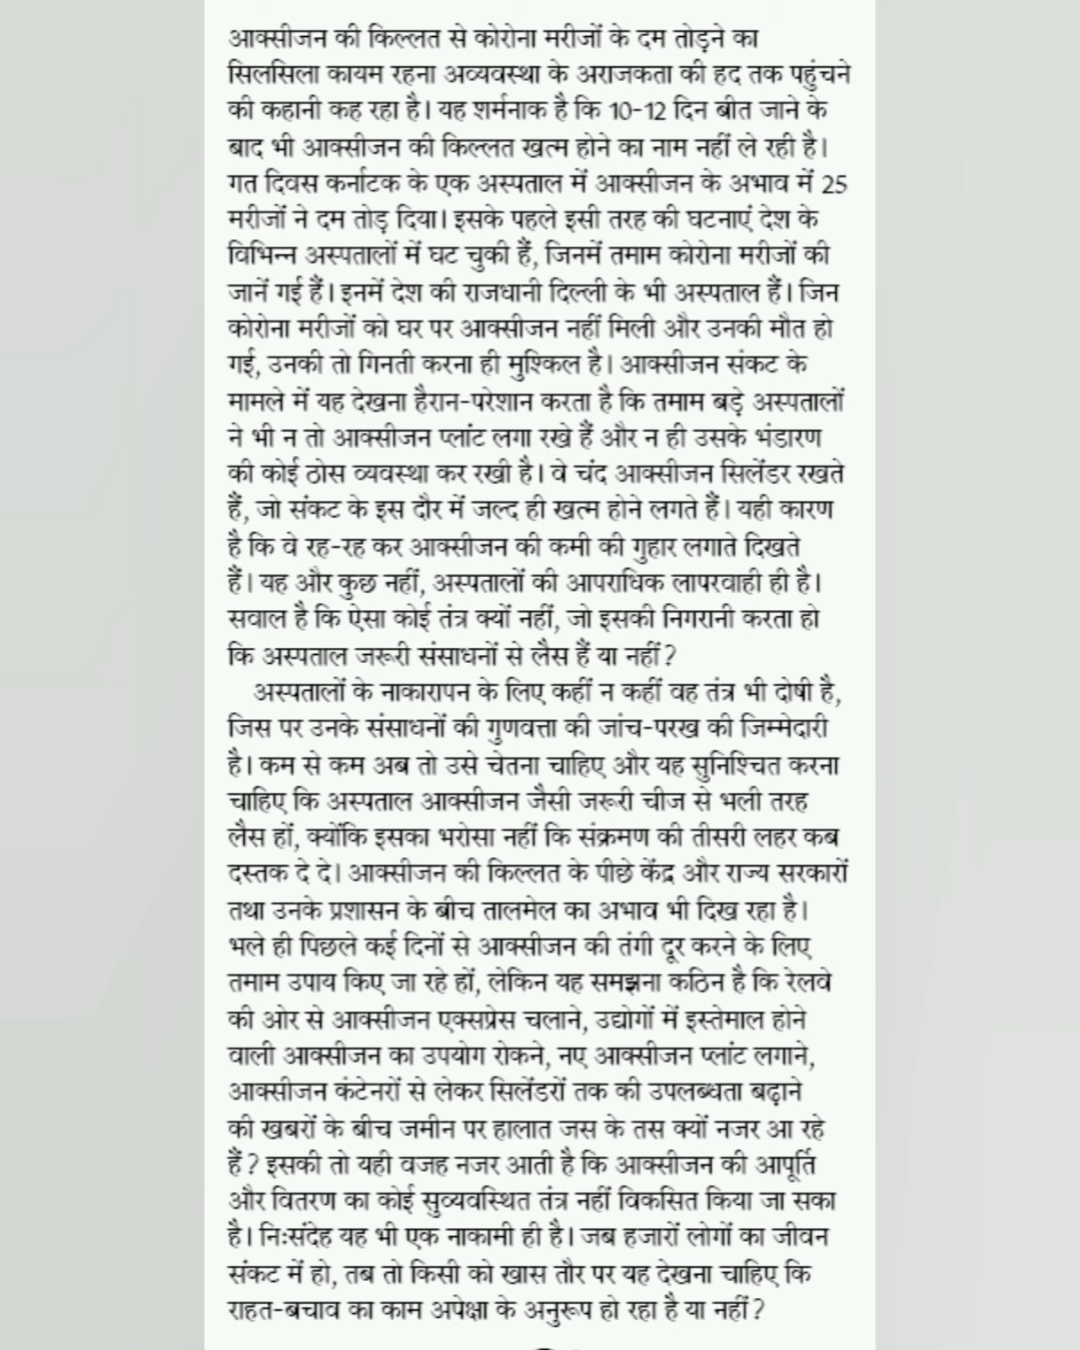 आक्सीजन की किल्लत से कोरोना मरीजों के दम तोड़ने का
सिलसिला कायम रहना अव्यवस्था के अराजकता की हद तक पहुंचने
की कहानी कह रहा है। यह शर्मनाक है कि 10-12 दिन बीत जाने के
बाद भी आक्सीजन की किल्लत खत्म होने का नाम नहीं ले रही है।
गत दिवस कर्नाटक के एक अस्पताल में आक्सीजन के अभाव में 25
मरीजों ने दम तोड़ दिया। इसके पहले इसी तरह की घटनाएं देश के
विभिन्न अस्पतालों में घट चुकी हैं, जिनमें तमाम कोरोना मरीजों की
जानें गई हैं। इनमें देश की राजधानी दिल्ली के भी अस्पताल हैं। जिन
कोरोना मरीजों को घर पर आक्सीजन नहीं मिली और उनकी मौत हो
गई, उनकी तो गिनती करना ही मुश्किल है। आक्सीजन संकट के
मामले में यह देखना हैरान-परेशान करता है कि तमाम बड़े अस्पतालों
ने भी न तो आक्सीजन प्लांट लगा रखे हैं और न ही उसके भंडारण
की कोई ठोस व्यवस्था कर रखी है। वे चंद आक्सीजन सिलेंडर रखते
हैं, जो संकट के इस दौर में जल्द ही खत्म होने लगते हैं। यही कारण
है कि वे रह-रह कर आक्सीजन की कमी की गुहार लगाते दिखते
हैं। यह और कुछ नहीं, अस्पतालों की आपराधिक लापरवाही ही है।
सवाल है कि ऐसा कोई तंत्र क्यों नहीं, जो इसकी निगरानी करता हो
कि अस्पताल जरूरी संसाधनों से लैस हैं या नहीं?
अस्पतालों के नाकारापन के लिए कहीं न कहीं वह तंत्र भी दोषी है,
जिस पर उनके संसाधनों की गुणवत्ता की जांच-परख की जिम्मेदारी
है। कम से कम अब तो उसे चेतना चाहिए और यह सुनिश्चित करना
चाहिए कि अस्पताल आक्सीजन जैसी जरूरी चीज से भली तरह
लैस हों, क्योंकि इसका भरोसा नहीं कि संक्रमण की तीसरी लहर कब
दस्तक दे दे। आक्सीजन की किल्लत के पीछे केंद्र और राज्य सरकारों
तथा उनके प्रशासन के बीच तालमेल का अभाव भी दिख रहा है।
भले ही पिछले कई दिनों से आक्सीजन की तंगी दूर करने के लिए
तमाम उपाय किए जा रहे हों, लेकिन यह समझना कठिन है कि रेलवे
की ओर से आक्सीजन एक्सप्रेस चलाने, उद्योगों में इस्तेमाल होने
वाली आक्सीजन का उपयोग रोकने, नए आक्सीजन प्लांट लगाने,
आक्सीजन कंटेनरों से लेकर सिलेंडरों तक की उपलब्धता बढ़ाने
की खबरों के बीच जमीन पर हालात जस के तस क्यों नजर आ रहे
हैं? इसकी तो यही वजह नजर आती है कि आक्सीजन की आपूर्ति
और वितरण का कोई सुव्यवस्थित तंत्र नहीं विकसित किया जा सका
है। निःसंदेह यह भी एक नाकामी ही है। जब हजारों लोगों का जीवन
संकट में हो, तब तो किसी को खास तौर पर यह देखना चाहिए कि
राहत-बचाव का काम अपेक्षा के अनुरूप हो रहा है या नहीं?